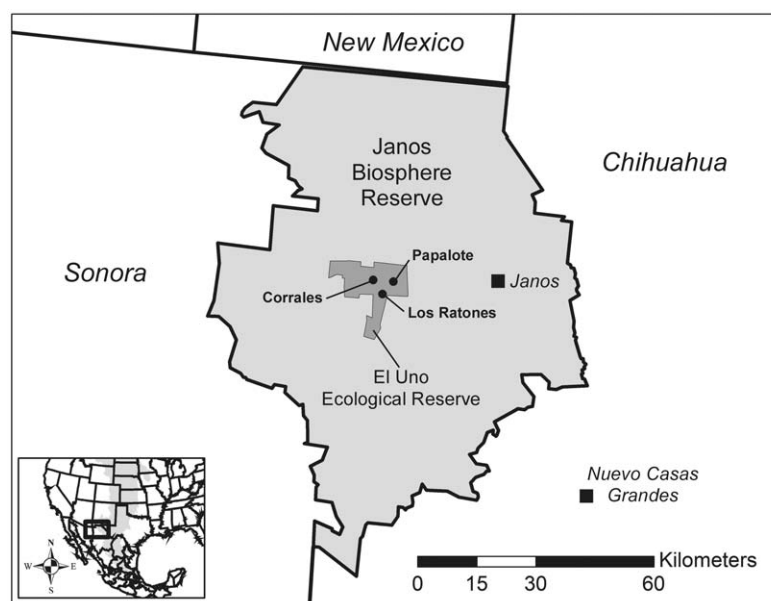 New Mexico
Janos
Biosphere
Reserve
Chihuahua
Sonora
Papalote
Corrales
Janos
Los Ratones
El Uno
Ecological Reserve
Nuevo Casas
Grandes
N
W E
S
Kilometers
0 15 30 60